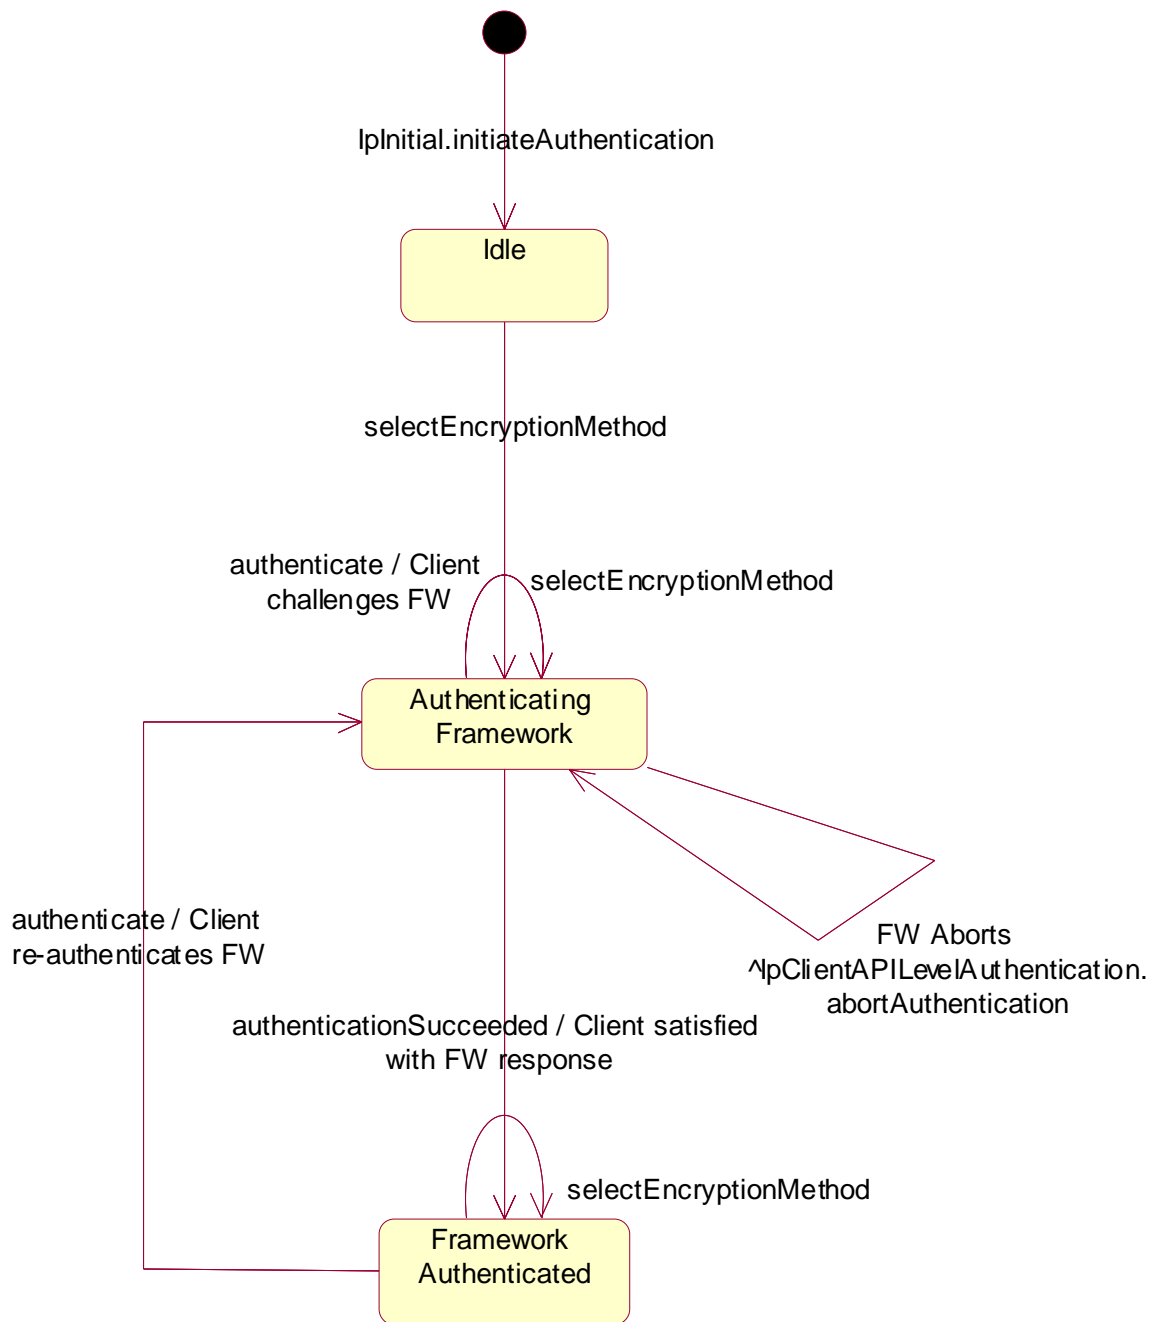 IpInitial.initiateAuthentication
Idle
selectEncryptionMethod
authenticate / Client
challenges FW
selectEncryptionMethod
Authenticating
Framework
authenticate / Client
re-authenticates FW
FW Aborts
^IpClientAPILevelAuthentication.
abortAuthentication
authenticationSucceeded / Client satisfied
with FW response
selectEncryptionMethod
Framework
Authenticated